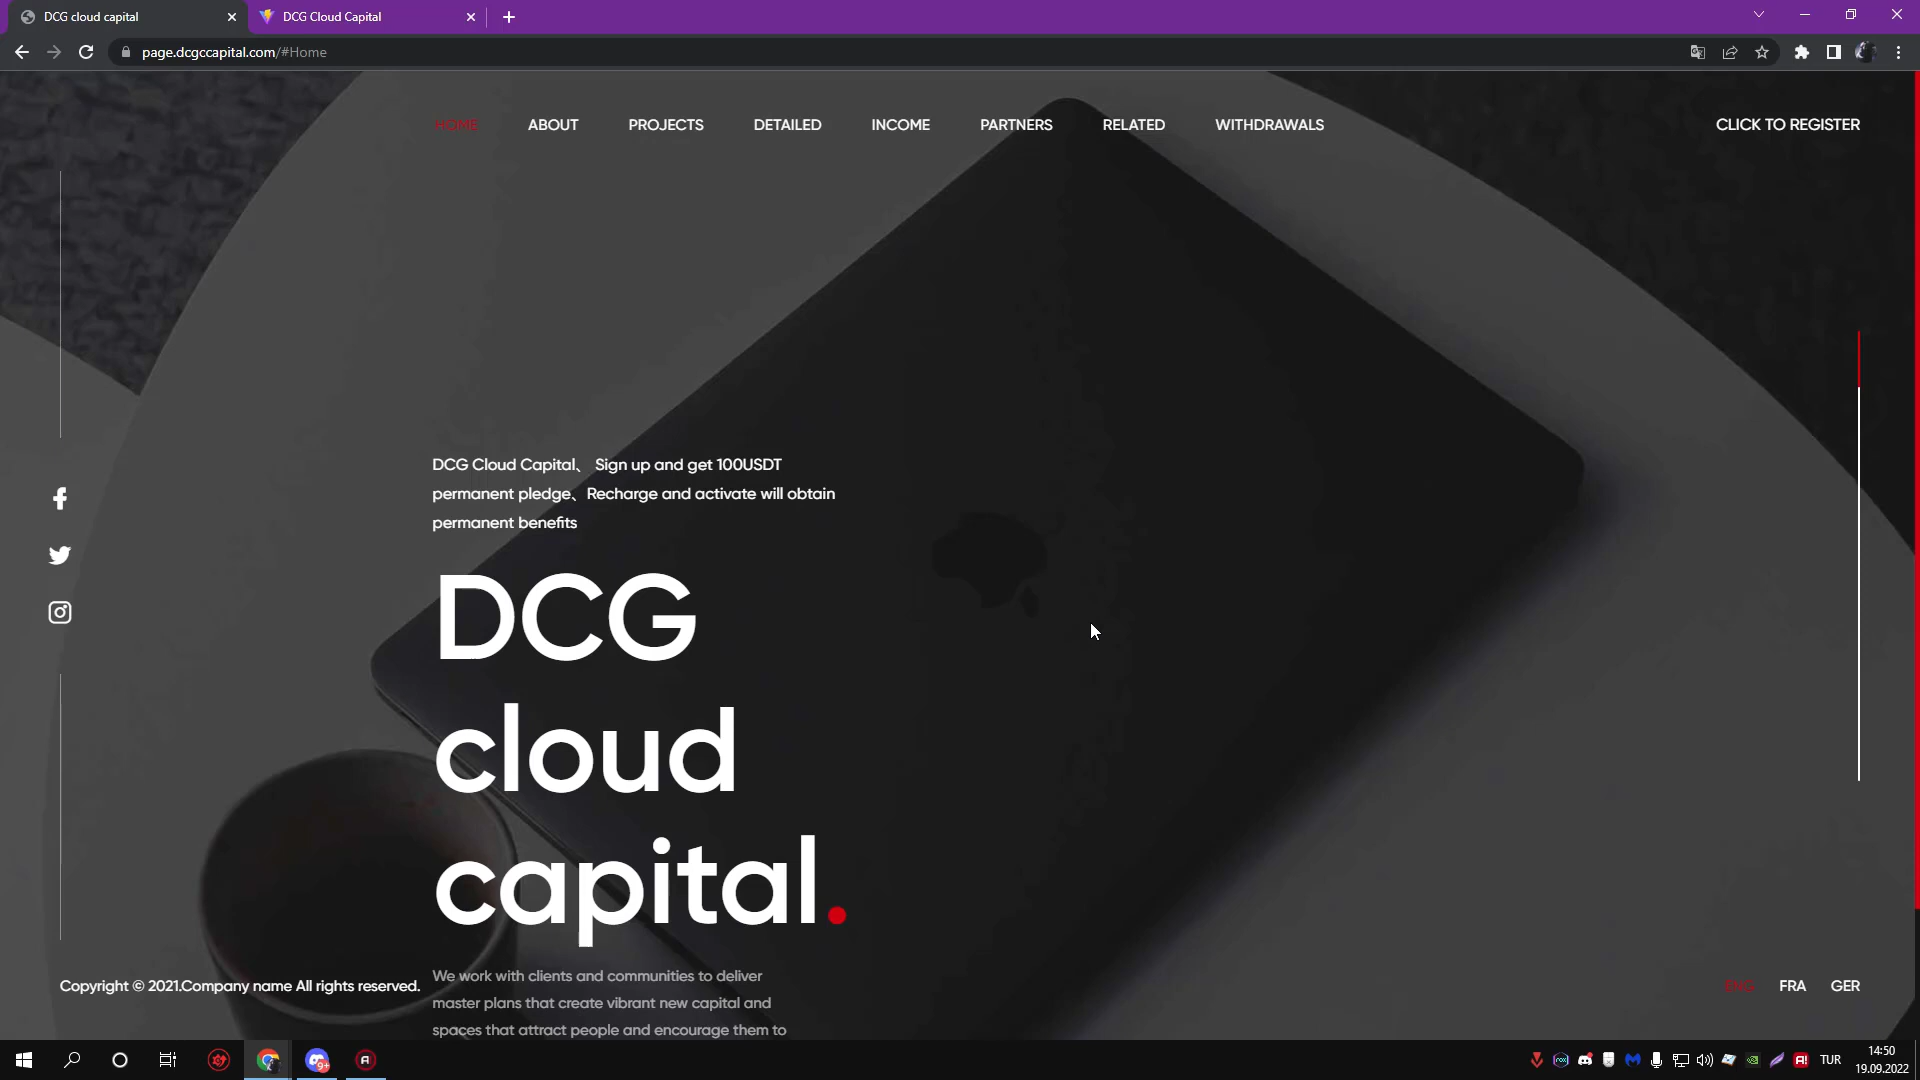 DCG cloud capital
DCG Cloud Capital
page.dcgccapital.com/#Home
HOME
ABOUT
PROJECTS
DETAILED
INCOME
PARTNERS
RELATED
WITHDRAWALS
CLICK TO REGISTER
DCG Cloud Capital、 Sign up and get 100USDT
permanent pledge、Recharge and activate will obtain
permanent benefits
DCG
cloud
capital.
We work with clients and communities to deliver
master plans that create vibrant new capital and
spaces that attract people and encourage them to
Copyright © 2021.Company name All rights reserved.
ENG
FRA
GER
9+
TUR
14:50
19.09.2022